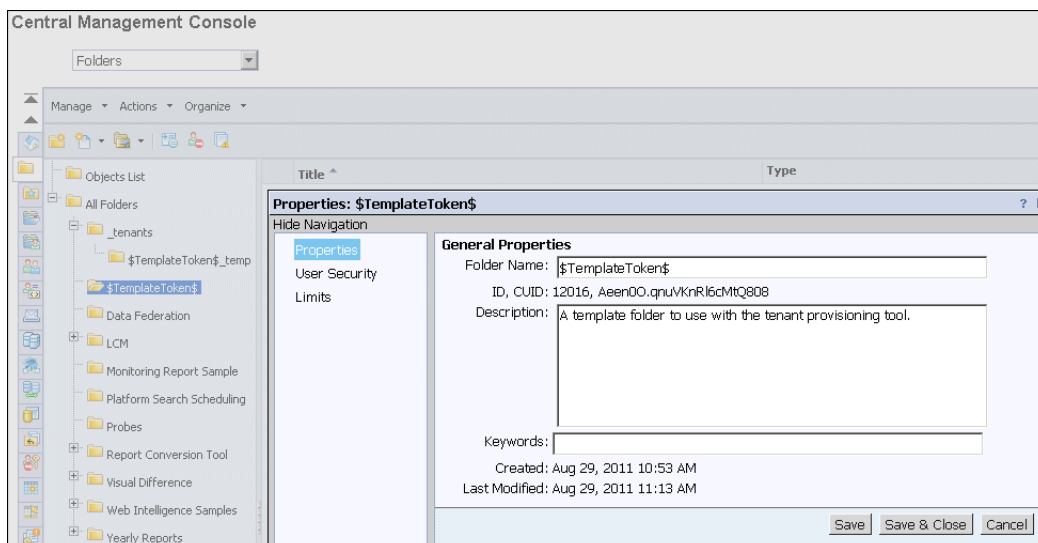 Central Management Console
Folders
Manage Actions Organize
Title Type
Objects List
All Folders
_tenants
$TemplateToken$_temp
$TemplateToken$
Data Federation
LCM
Monitoring Report Sample
Platform Search Scheduling
Probes
Report Conversion Tool
Visual Difference
Web Intelligence Samples
Yearly Reports
Properties: $TemplateToken$ ?
Hide Navigation
Properties
User Security
Limits
General Properties
Folder Name: $TemplateToken$
ID, CUID: 12016, Aeen0O.qnuVKnRl6cMtQ808
Description: A template folder to use with the tenant provisioning tool.
Keywords:
Created: Aug 29, 2011 10:53 AM
Last Modified: Aug 29, 2011 11:13 AM
Save Save & Close Cancel